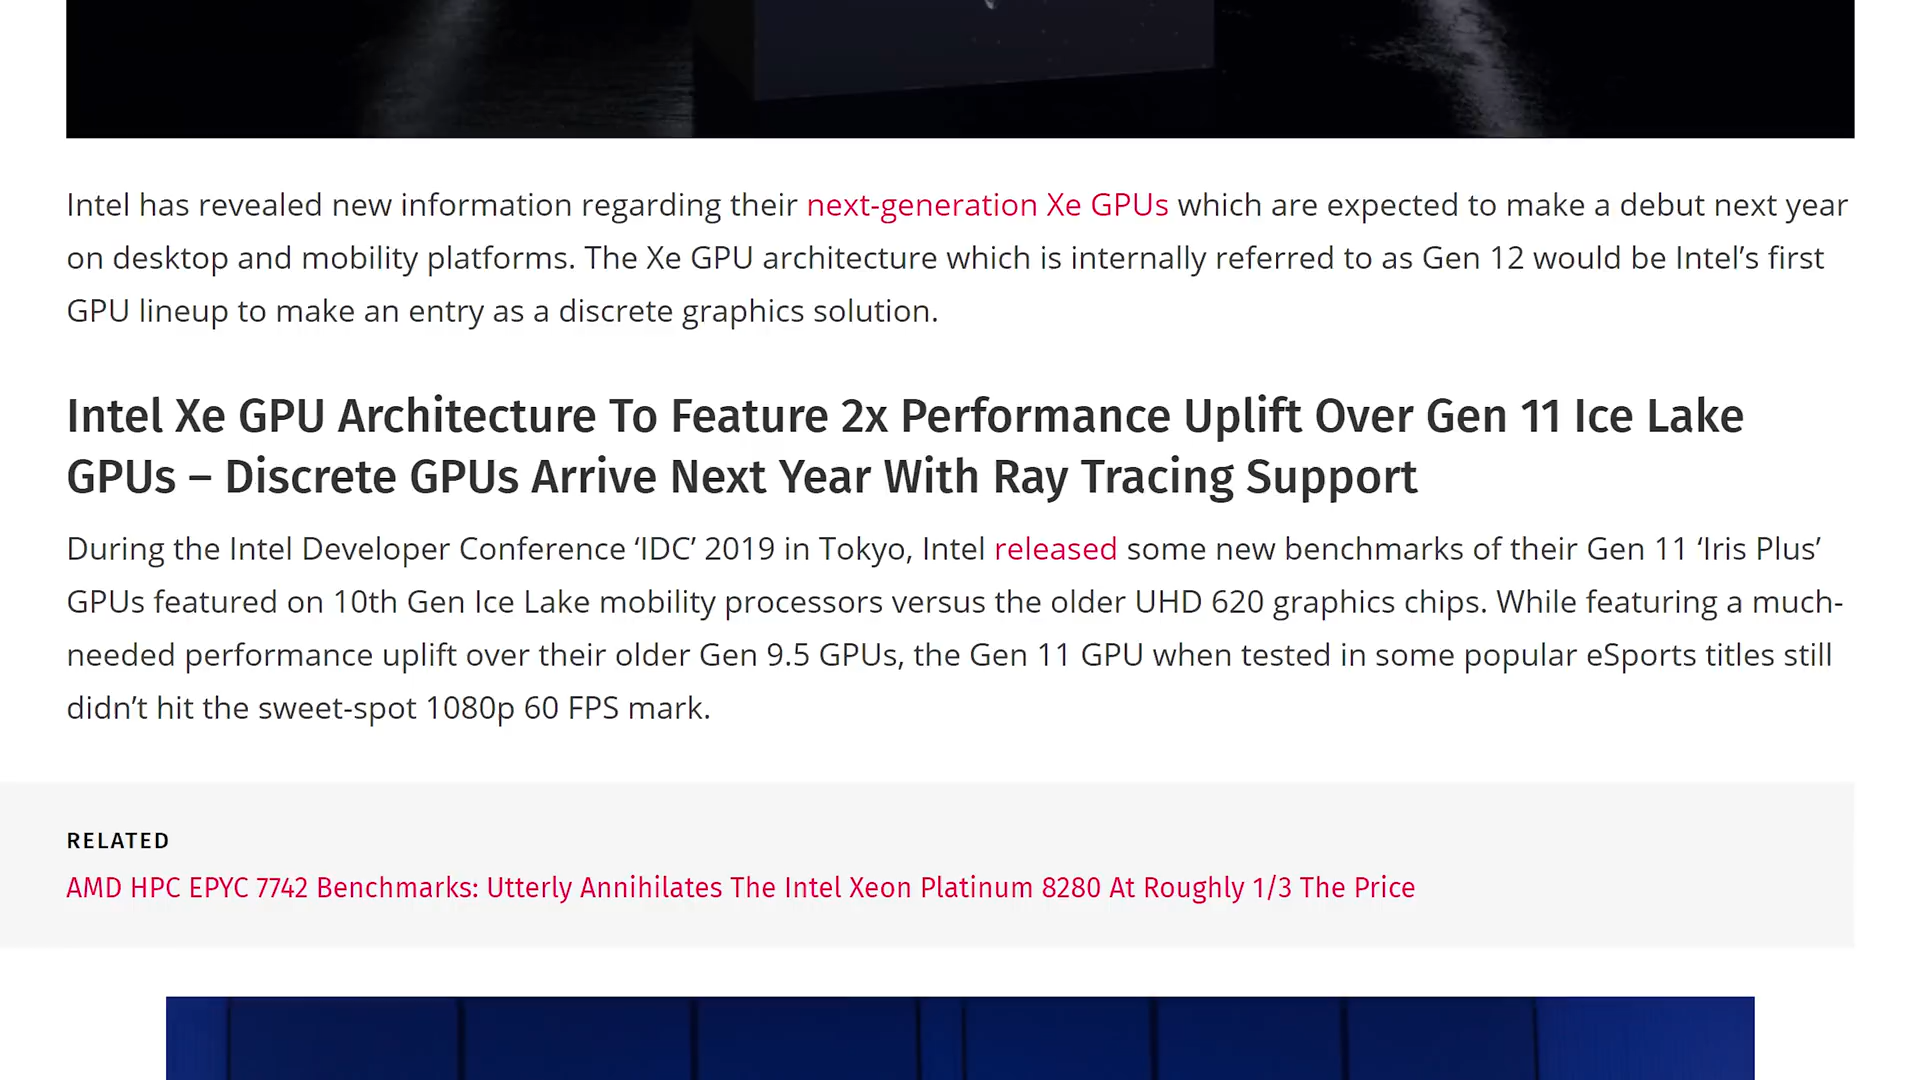 Intel has revealed new information regarding their next-generation Xe GPUs which are expected to make a debut next year
on desktop and mobility platforms. The Xe GPU architecture which is internally referred to as Gen 12 would be Intel’s first
GPU lineup to make an entry as a discrete graphics solution.
Intel Xe GPU Architecture To Feature 2x Performance Uplift Over Gen 11 Ice Lake
GPUs – Discrete GPUs Arrive Next Year With Ray Tracing Support
During the Intel Developer Conference ‘IDC’ 2019 in Tokyo, Intel released some new benchmarks of their Gen 11 ‘Iris Plus’
GPUs featured on 10th Gen Ice Lake mobility processors versus the older UHD 620 graphics chips. While featuring a much-
needed performance uplift over their older Gen 9.5 GPUs, the Gen 11 GPU when tested in some popular eSports titles still
didn’t hit the sweet-spot 1080p 60 FPS mark.
RELATED
AMD HPC EPYC 7742 Benchmarks: Utterly Annihilates The Intel Xeon Platinum 8280 At Roughly 1/3 The Price